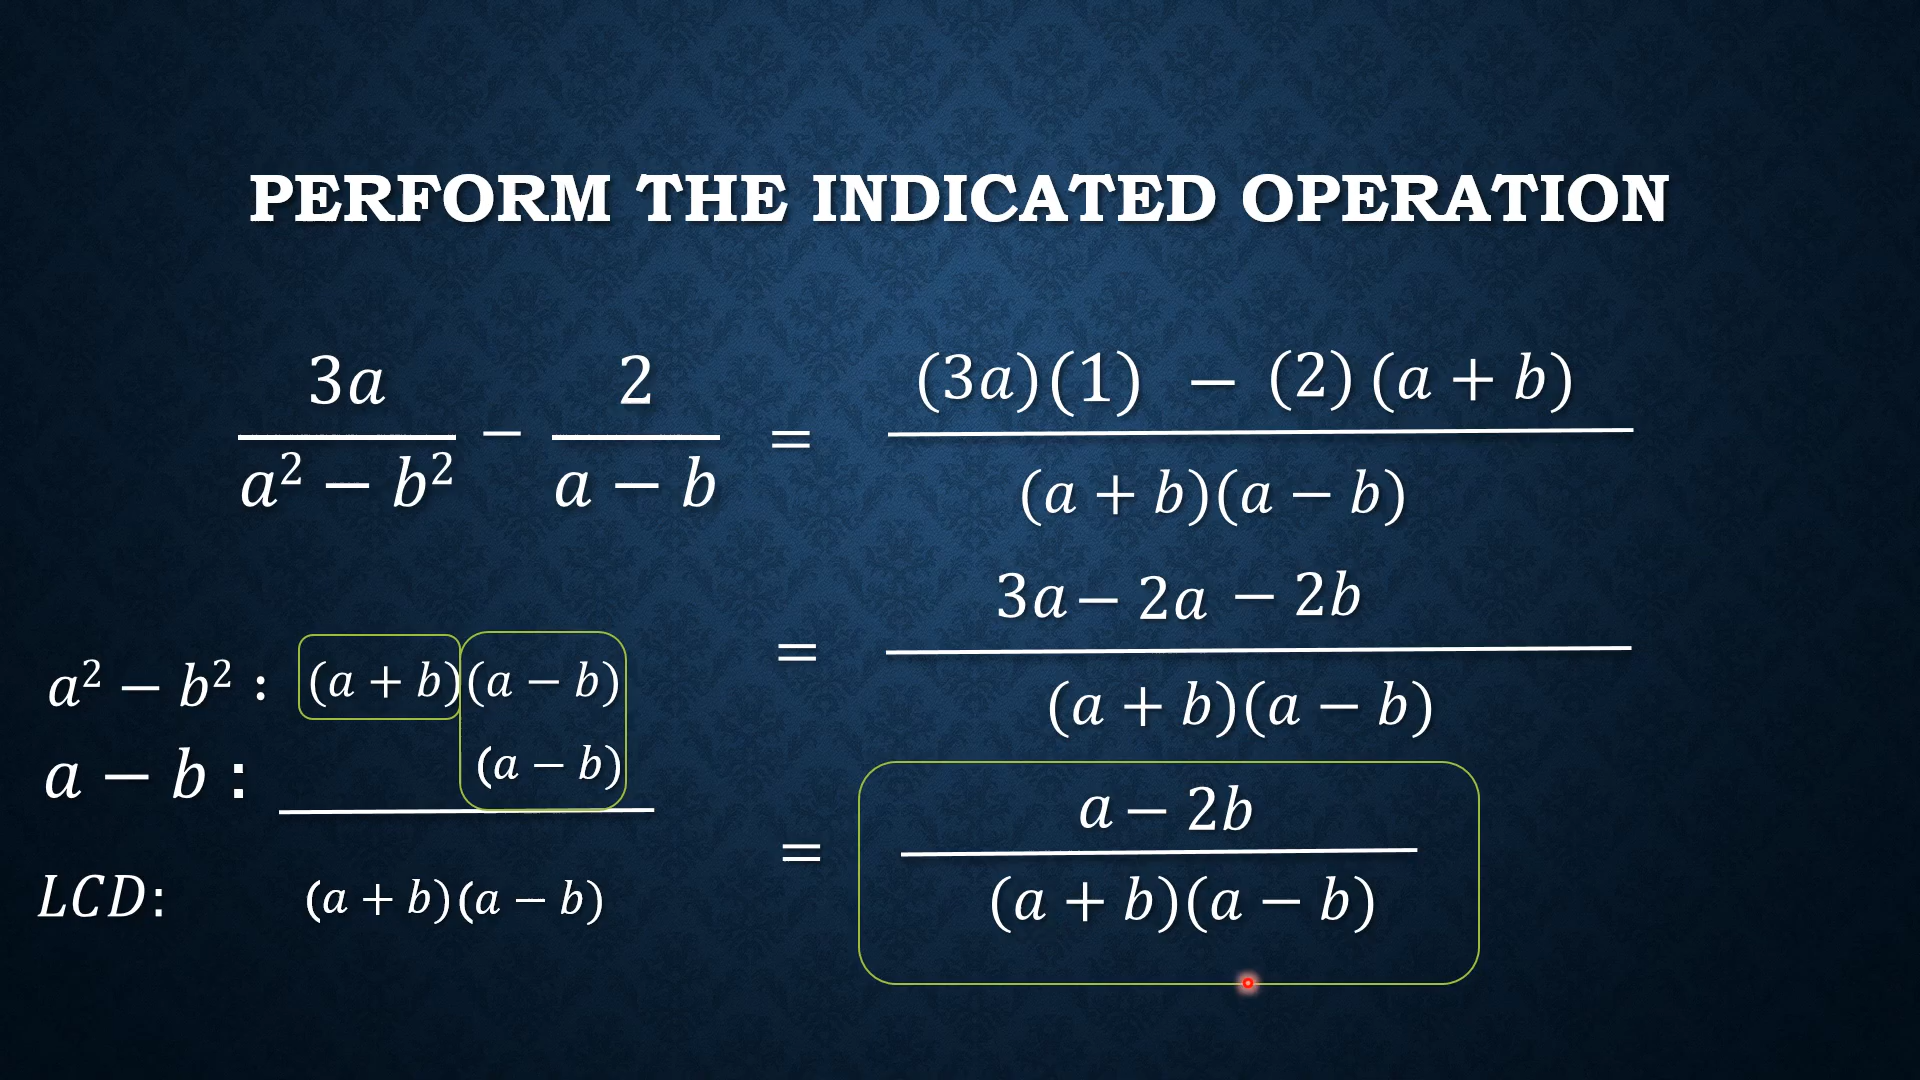 PERFORM THE INDICATED OPERATION
3a/(a² − b²) − 2/(a − b) = (3a)(1) − (2)(a + b)/(a + b)(a − b)
= 3a − 2a − 2b/(a + b)(a − b)
a² − b² : (a + b)(a − b)
a − b : (a − b)
= a − 2b/(a + b)(a − b)
LCD: (a + b)(a − b)